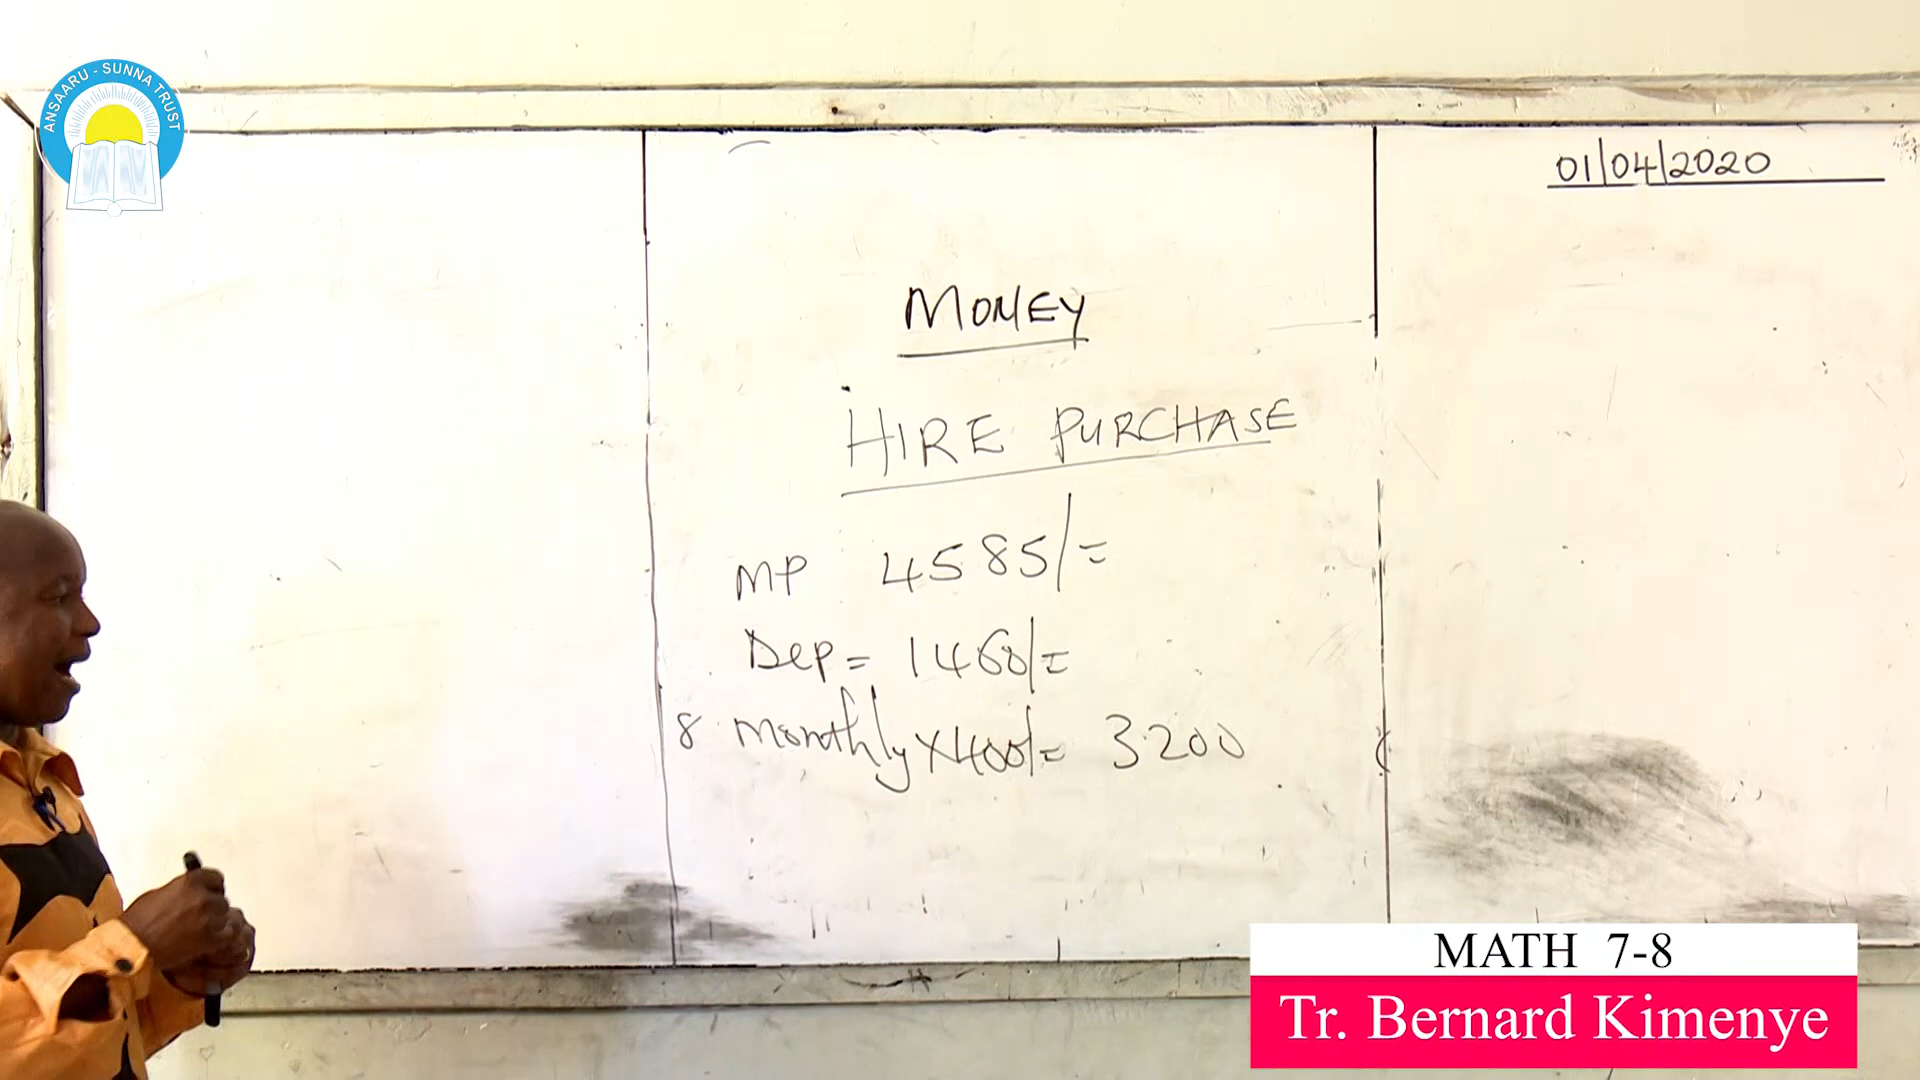 ANSAARU - SUNNA TRUST
01/04/2020
MONEY
HIRE PURCHASE
MP 4585/=
Dep = 1460/=
8 monthly x400/= 3200
MATH 7-8
Tr. Bernard Kimenye